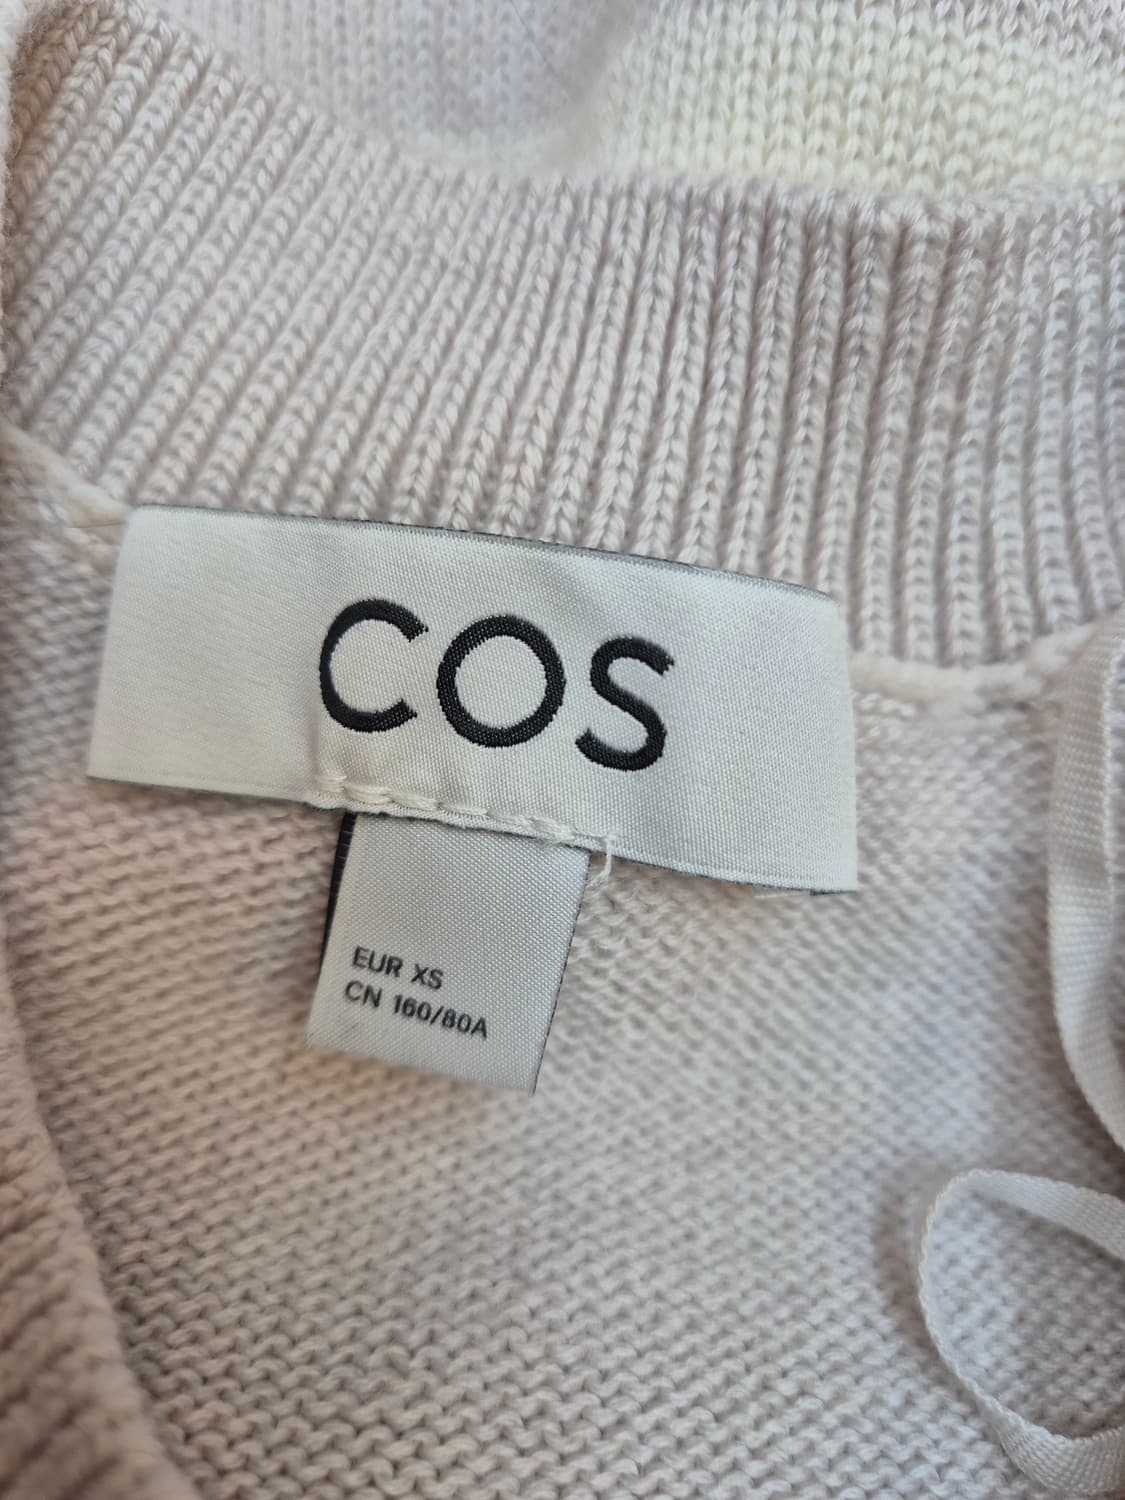 COS
EUR XS
CN 160/80A